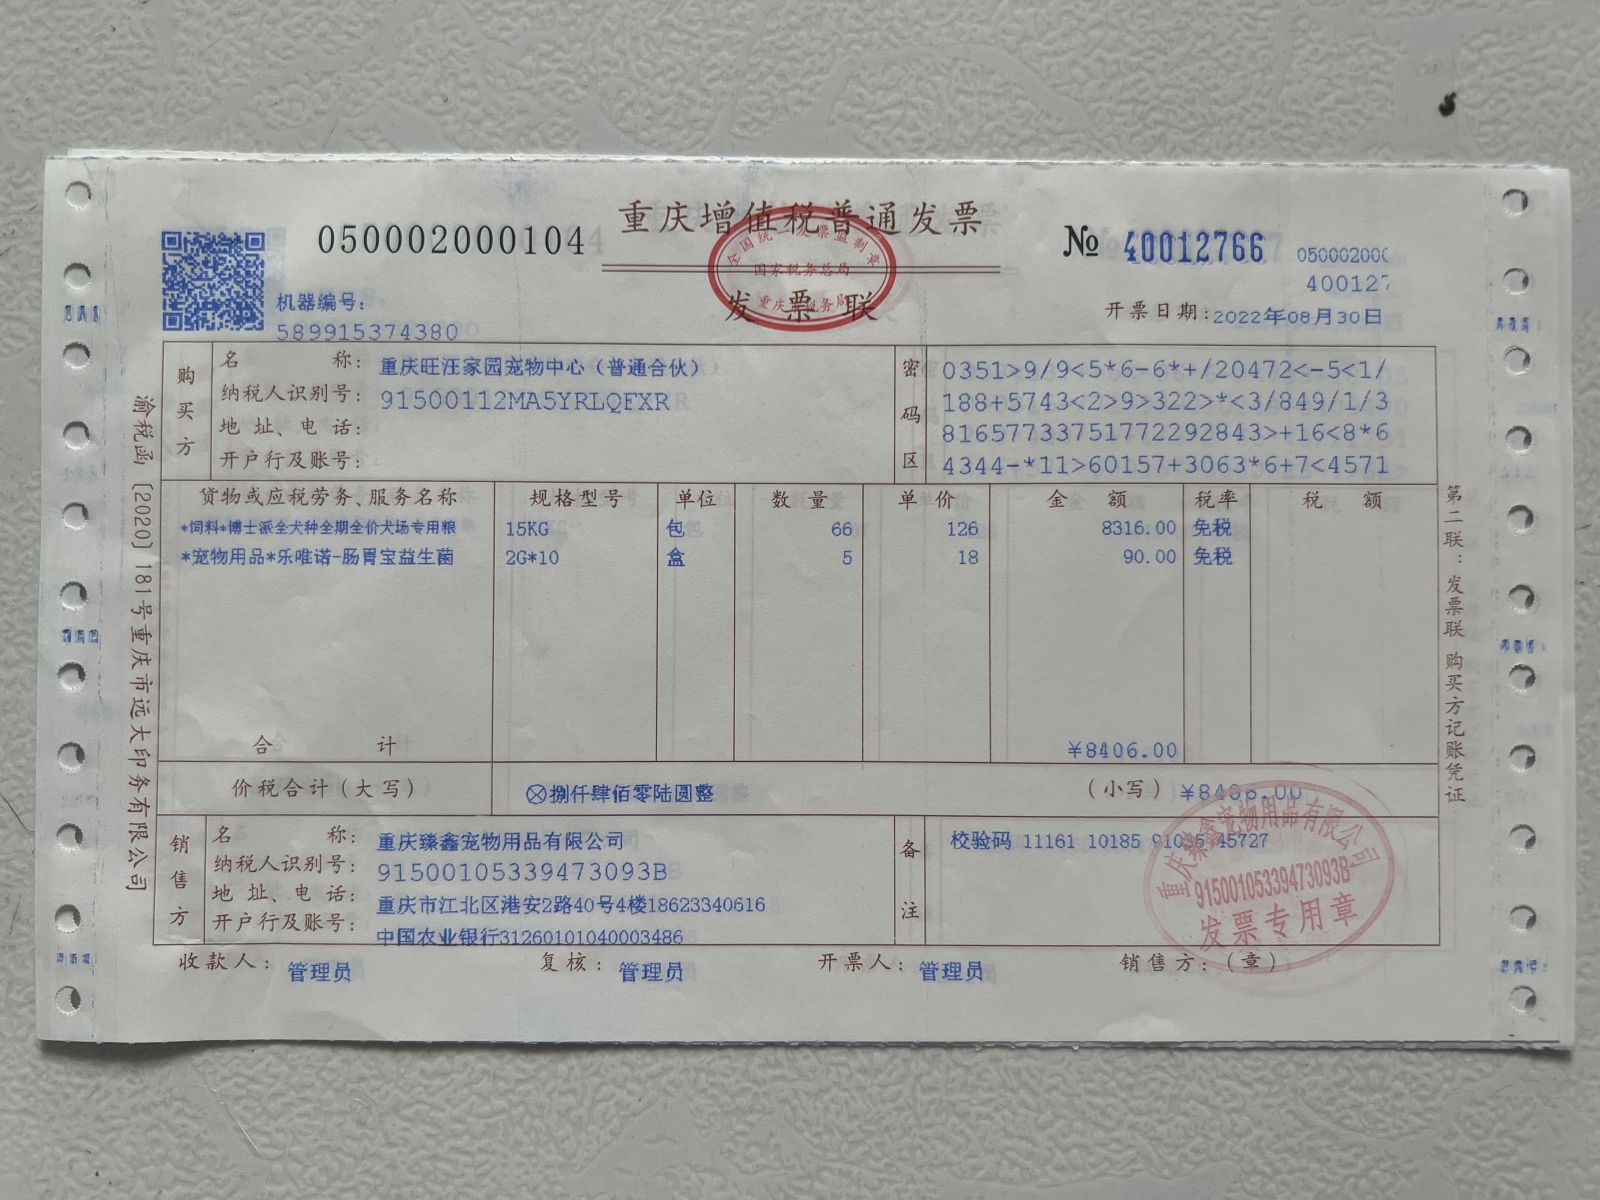 重庆增值税普通发票
050002000104
№ 40012766
05000200
40012
机器编号:
589915374380
全国统一发票监制章
国家税务总局
重庆市税务局
发票联
开票日期:2022年08月30日
购买方
名称:重庆旺汪家园宠物中心(普通合伙)
纳税人识别号:91500112MA5YRLQFXR
地址、电话:
开户行及账号:
密码区
0351>9/9<5*6-6*+/20472<-5<1/
188+5743<2>9>322>*<3/849/1/3
81657733751772292843>+16<8*6
4344-*11>60157+3063*6+7<4571
货物或应税劳务、服务名称 规格型号 单位 数量 单价 金额 税率 税额
*饲料*博士派全犬种全期全价犬场专用粮 15KG 包 66 126 8316.00 免税
*宠物用品*乐唯诺-肠胃宝益生菌 2G*10 盒 5 18 90.00 免税
合计 ¥8406.00
价税合计(大写) ⊗捌仟肆佰零陆圆整 (小写) ¥8406.00
销售方
名称:重庆臻鑫宠物用品有限公司
纳税人识别号:91500105339473093B
地址、电话:重庆市江北区港安2路40号4楼18623340616
开户行及账号:中国农业银行31260101040003486
备注
校验码 11161 10185 45727
重庆臻鑫宠物用品有限公司
91500105339473093B
发票专用章
收款人:管理员 复核:管理员 开票人:管理员 销售方:(章)
渝税函〔2020〕181号重庆市远大印务有限公司
第二联:发票联 购买方记账凭证